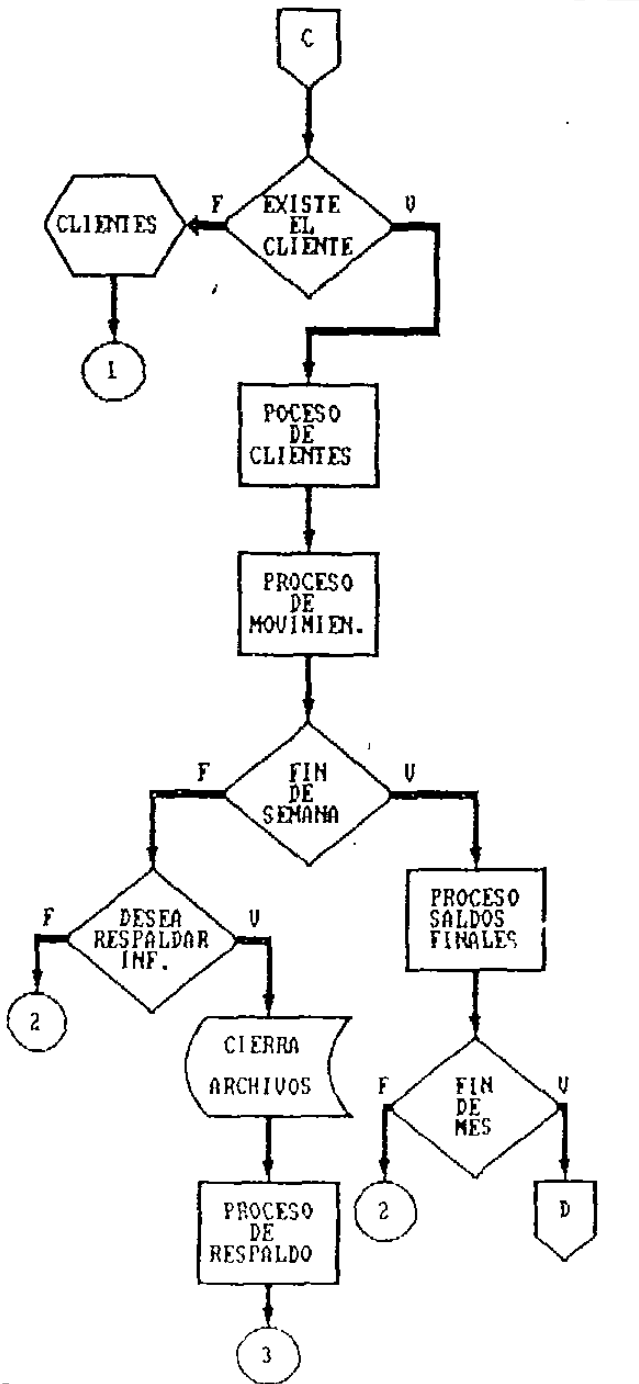 C
F
EXISTE
EL
CLIENTE
V
CLIENTES
1
POCESO
DE
CLIENTES
PROCESO
DE
MOVIMIEN.
F
FIN
DE
SEMANA
V
F
DESEA
RESPALDAR
INF.
V
PROCESO
SALDOS
FINALES
2
CIERRA
ARCHIVOS
F
FIN
DE
MES
V
PROCESO
DE
RESPALDO
2
D
3